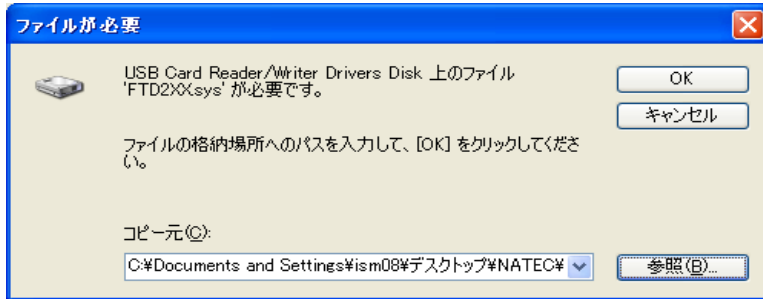 ファイルが必要
USB Card Reader/Writer Drivers Disk 上のファイル
'FTD2XX.sys' が必要です。
OK
キャンセル
ファイルの格納場所へのパスを入力して、[OK] をクリックしてくださ
い。
コピー元(C):
C:¥Documents and Settings¥ism08¥デスクトップ¥NATEC¥
参照(B)...